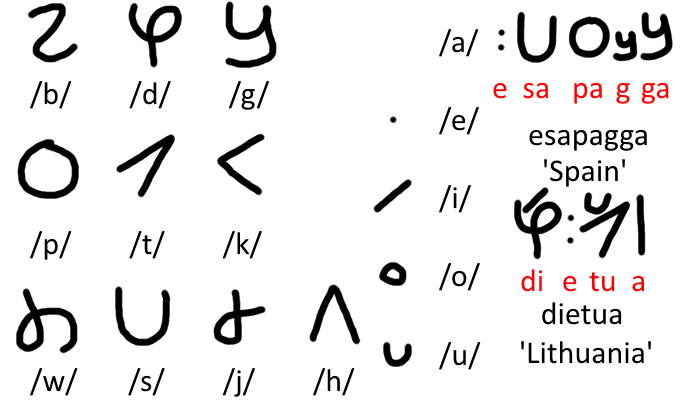 /b/ /d/ /g/
/p/ /t/ /k/
/w/ /s/ /j/ /h/
/a/
/e/
/i/
/o/
/u/
e sa pa g ga
esapagga
'Spain'
di e tu a
dietua
'Lithuania'